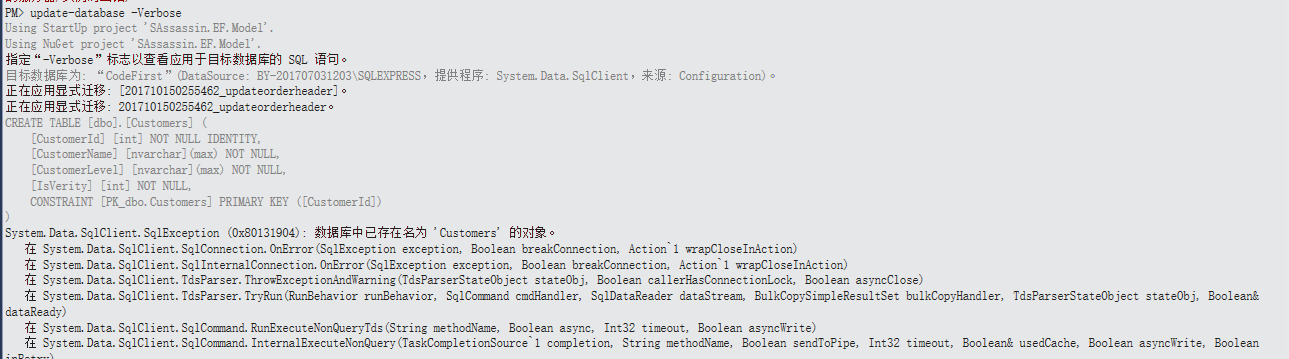 PM> update-database -Verbose
Using StartUp project 'SAssassin.EF.Model'.
Using NuGet project 'SAssassin.EF.Model'.
指定“-Verbose”标志以查看应用于目标数据库的 SQL 语句。
目标数据库为: “CodeFirst”(DataSource: BY-201707031203\SQLEXPRESS，提供程序: System.Data.SqlClient，来源: Configuration)。
正在应用显式迁移: [201710150255462_updateorderheader]。
正在应用显式迁移: 201710150255462_updateorderheader。
CREATE TABLE [dbo].[Customers] (
    [CustomerId] [int] NOT NULL IDENTITY,
    [CustomerName] [nvarchar](max) NOT NULL,
    [CustomerLevel] [nvarchar](max) NOT NULL,
    [IsVerity] [int] NOT NULL,
    CONSTRAINT [PK_dbo.Customers] PRIMARY KEY ([CustomerId])
)
System.Data.SqlClient.SqlException (0x80131904): 数据库中已存在名为 'Customers' 的对象。
   在 System.Data.SqlClient.SqlConnection.OnError(SqlException exception, Boolean breakConnection, Action`1 wrapCloseInAction)
   在 System.Data.SqlClient.SqlInternalConnection.OnError(SqlException exception, Boolean breakConnection, Action`1 wrapCloseInAction)
   在 System.Data.SqlClient.TdsParser.ThrowExceptionAndWarning(TdsParserStateObject stateObj, Boolean callerHasConnectionLock, Boolean asyncClose)
   在 System.Data.SqlClient.TdsParser.TryRun(RunBehavior runBehavior, SqlCommand cmdHandler, SqlDataReader dataStream, BulkCopySimpleResultSet bulkCopyHandler, TdsParserStateObject stateObj, Boolean&
dataReady)
   在 System.Data.SqlClient.SqlCommand.RunExecuteNonQueryTds(String methodName, Boolean async, Int32 timeout, Boolean asyncWrite)
   在 System.Data.SqlClient.SqlCommand.InternalExecuteNonQuery(TaskCompletionSource`1 completion, String methodName, Boolean sendToPipe, Int32 timeout, Boolean& usedCache, Boolean asyncWrite, Boolean